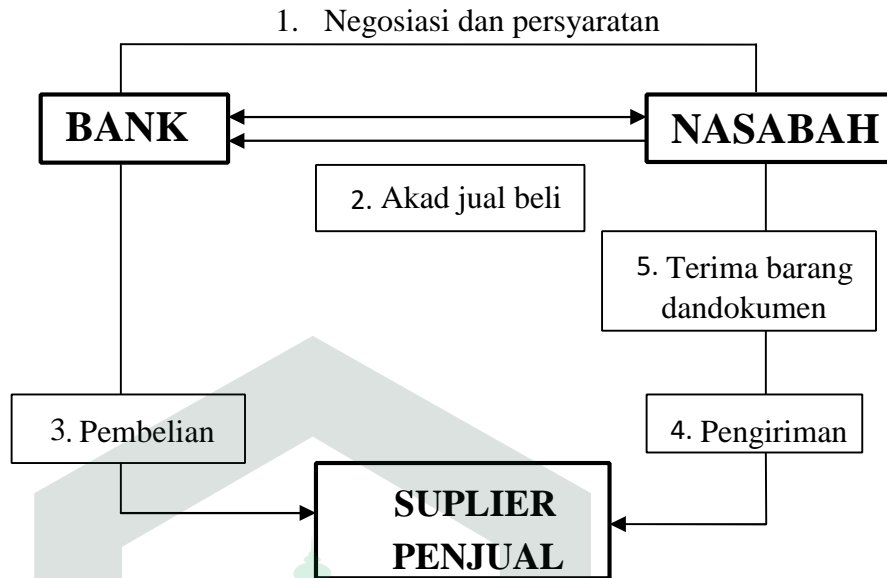 1. Negosiasi dan persyaratan
BANK
NASABAH
2. Akad jual beli
5. Terima barang
dandokumen
3. Pembelian
4. Pengiriman
SUPLIER
PENJUAL